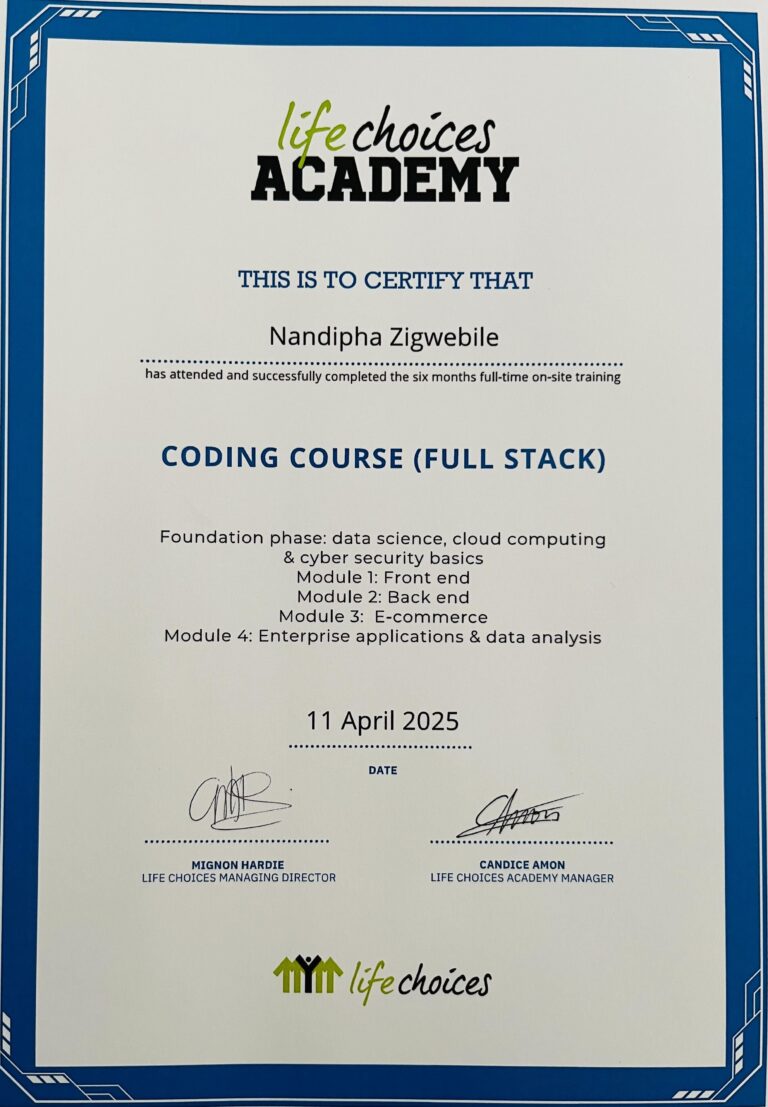 life choices
ACADEMY
THIS IS TO CERTIFY THAT
Nandipha Zigwebile
has attended and successfully completed the six months full-time on-site training
CODING COURSE (FULL STACK)
Foundation phase: data science, cloud computing
& cyber security basics
Module 1: Front end
Module 2: Back end
Module 3: E-commerce
Module 4: Enterprise applications & data analysis
11 April 2025
DATE
MIGNON HARDIE
LIFE CHOICES MANAGING DIRECTOR
CANDICE AMON
LIFE CHOICES ACADEMY MANAGER
life choices